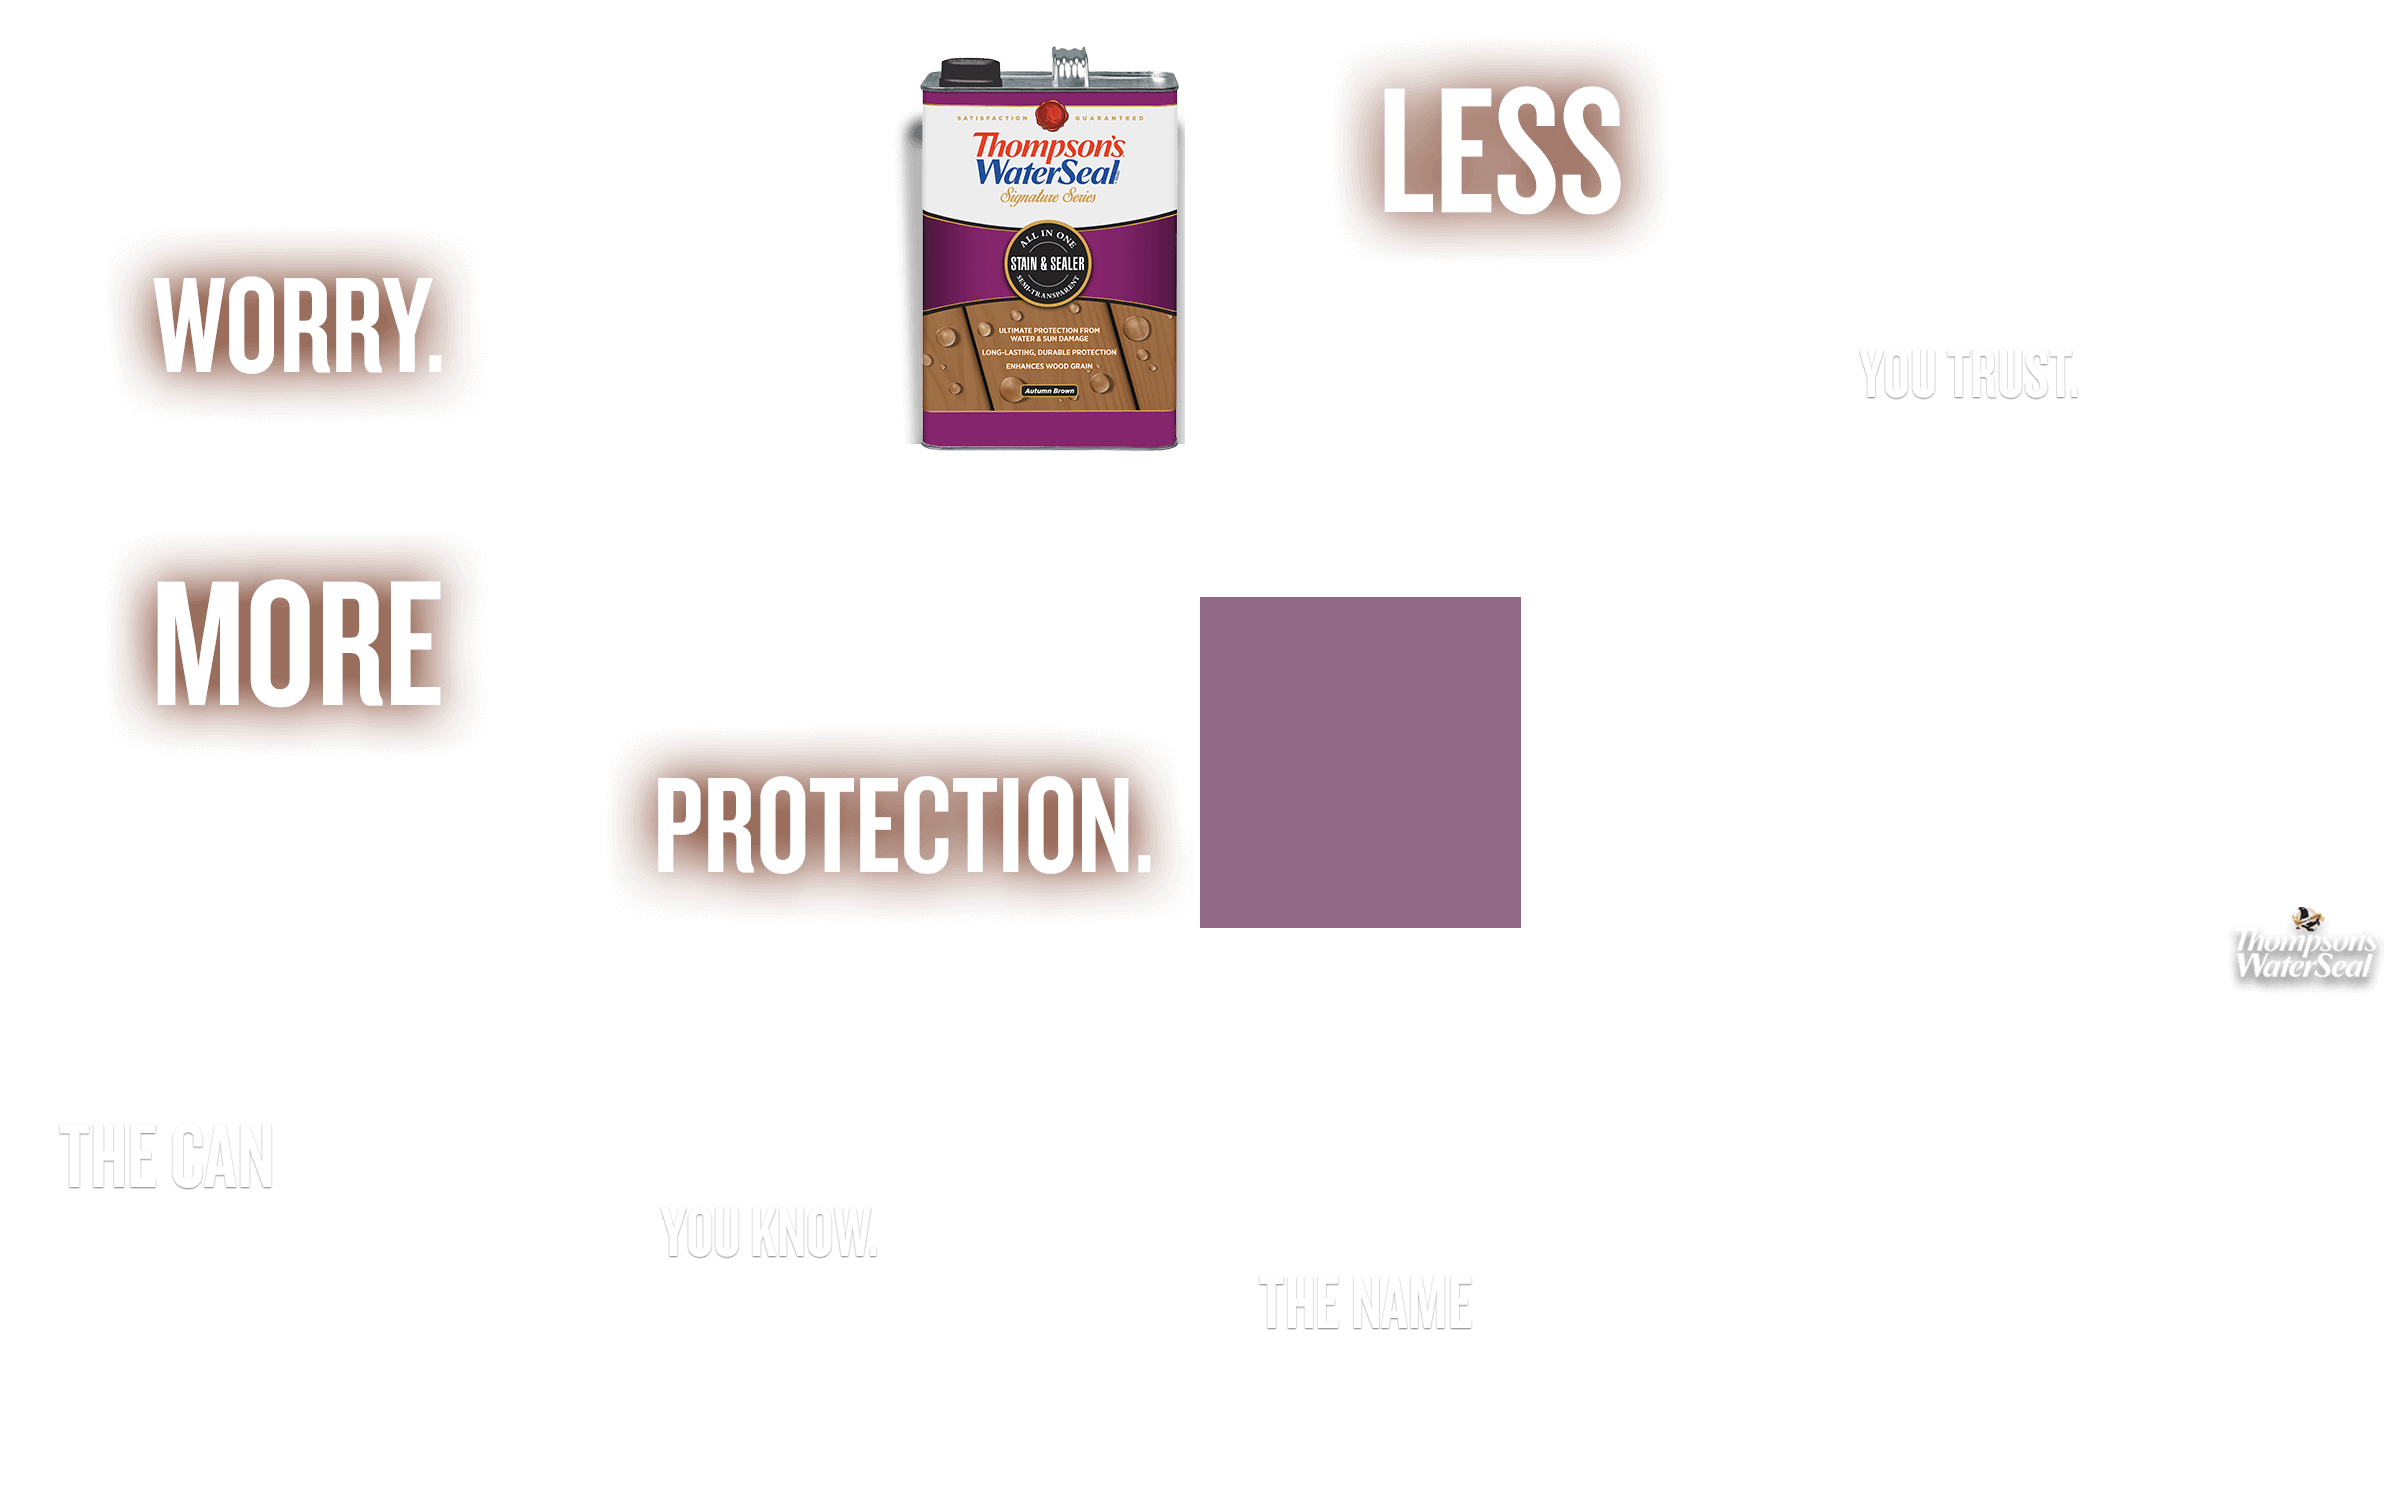 LESS
SATISFACTION GUARANTEED
Thompson's
WaterSeal
Signature Series
ALL IN ONE
STAIN & SEALER
SEMI-TRANSPARENT
ULTIMATE PROTECTION FROM
WATER & SUN DAMAGE
LONG-LASTING, DURABLE PROTECTION
ENHANCES WOOD GRAIN
Autumn Brown
WORRY.
YOU TRUST.
MORE
PROTECTION.
Thompson's
WaterSeal
THE CAN
YOU KNOW.
THE NAME